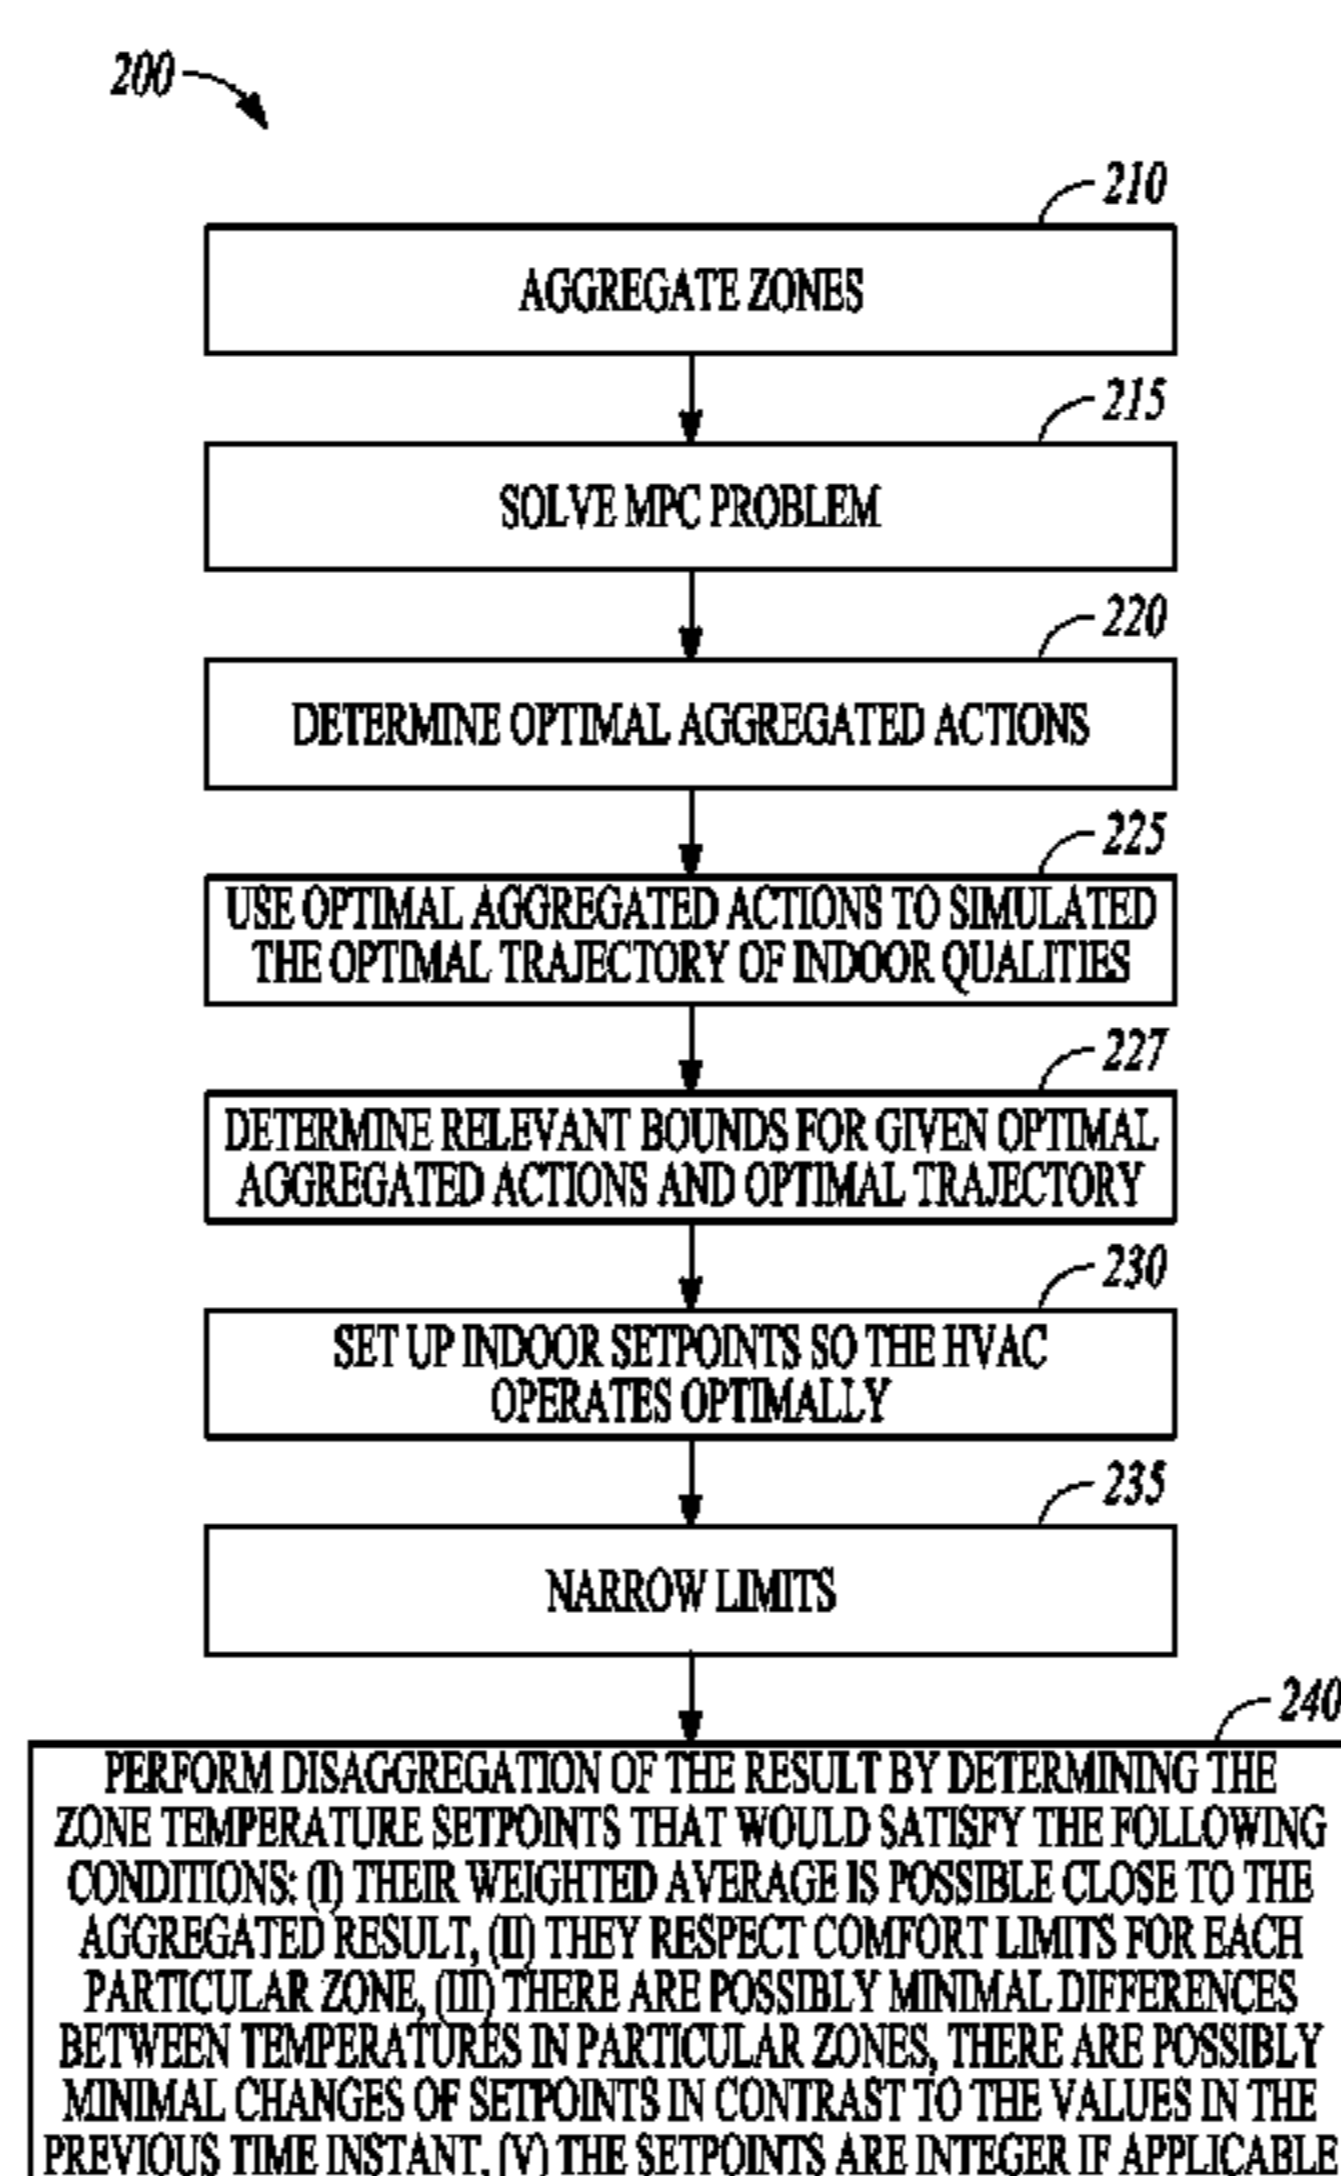 200
210
AGGREGATE ZONES
215
SOLVE MPC PROBLEM
220
DETERMINE OPTIMAL AGGREGATED ACTIONS
225
USE OPTIMAL AGGREGATED ACTIONS TO SIMULATED
THE OPTIMAL TRAJECTORY OF INDOOR QUALITIES
227
DETERMINE RELEVANT BOUNDS FOR GIVEN OPTIMAL
AGGREGATED ACTIONS AND OPTIMAL TRAJECTORY
230
SET UP INDOOR SETPOINTS SO THE HVAC
OPERATES OPTIMALLY
235
NARROW LIMITS
240
PERFORM DISAGGREGATION OF THE RESULT BY DETERMINING THE
ZONE TEMPERATURE SETPOINTS THAT WOULD SATISFY THE FOLLOWING
CONDITIONS: (I) THEIR WEIGHTED AVERAGE IS POSSIBLE CLOSE TO THE
AGGREGATED RESULT, (II) THEY RESPECT COMFORT LIMITS FOR EACH
PARTICULAR ZONE, (III) THERE ARE POSSIBLY MINIMAL DIFFERENCES
BETWEEN TEMPERATURES IN PARTICULAR ZONES, THERE ARE POSSIBLY
MINIMAL CHANGES OF SETPOINTS IN CONTRAST TO THE VALUES IN THE
PREVIOUS TIME INSTANT, (V) THE SETPOINTS ARE INTEGER IF APPLICABLE